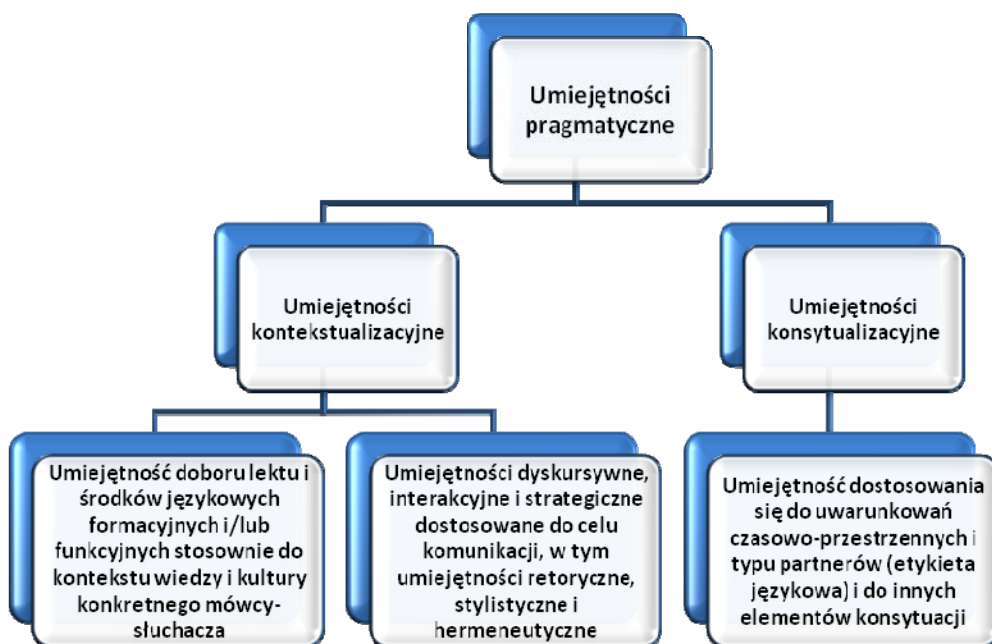 Umiejętności
pragmatyczne
Umiejętności
kontekstualizacyjne
Umiejętności
konsytualizacyjne
Umiejętność doboru lektu i
środków językowych
formacyjnych i/lub
funkcyjnych stosownie do
kontekstu wiedzy i kultury
konkretnego mówcy-
słuchacza
Umiejętności dyskursywne,
interakcyjne i strategiczne
dostosowane do celu
komunikacji, w tym
umiejętności retoryczne,
stylistyczne i
hermeneutyczne
Umiejętność dostosowania
się do uwarunkowań
czasowo-przestrzennych i
typu partnerów (etykieta
językowa) i do innych
elementów konsytuacji